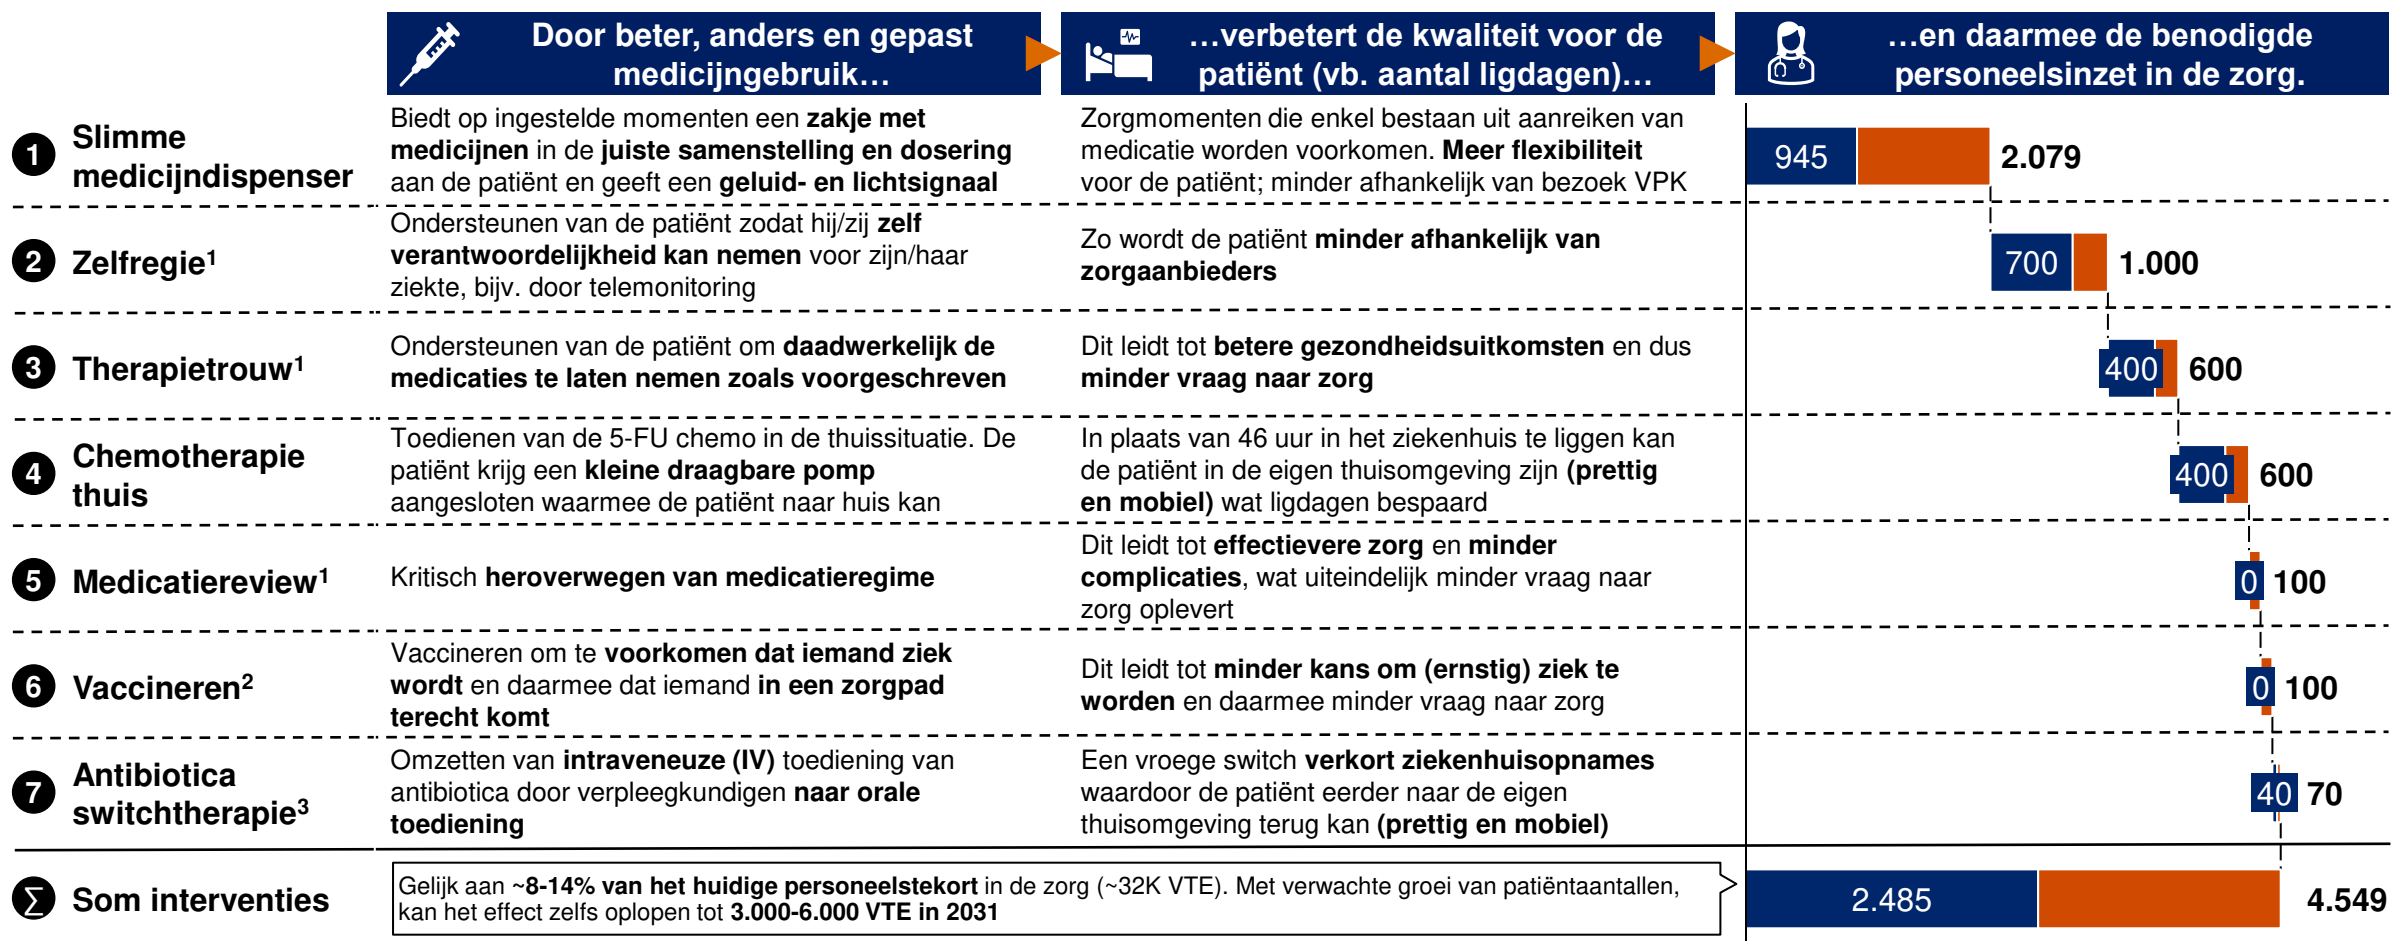 Door beter, anders en gepast
medicijngebruik…
…verbetert de kwaliteit voor de
patiënt (vb. aantal ligdagen)…
…en daarmee de benodigde
personeelsinzet in de zorg.
1
Slimme
medicijndispenser
Biedt op ingestelde momenten een zakje met
medicijnen in de juiste samenstelling en dosering
aan de patiënt en geeft een geluid- en lichtsignaal
Zorgmomenten die enkel bestaan uit aanreiken van
medicatie worden voorkomen. Meer flexibiliteit
voor de patiënt; minder afhankelijk van bezoek VPK
945
2.079
2
Zelfregie¹
Ondersteunen van de patiënt zodat hij/zij zelf
verantwoordelijkheid kan nemen voor zijn/haar
ziekte, bijv. door telemonitoring
Zo wordt de patiënt minder afhankelijk van
zorgaanbieders
700
1.000
3
Therapietrouw¹
Ondersteunen van de patiënt om daadwerkelijk de
medicaties te laten nemen zoals voorgeschreven
Dit leidt tot betere gezondheidsuitkomsten en dus
minder vraag naar zorg
400
600
4
Chemotherapie
thuis
Toedienen van de 5-FU chemo in de thuissituatie. De
patiënt krijg een kleine draagbare pomp
aangesloten waarmee de patiënt naar huis kan
In plaats van 46 uur in het ziekenhuis te liggen kan
de patiënt in de eigen thuisomgeving zijn (prettig
en mobiel) wat ligdagen bespaard
400
600
5
Medicatiereview¹
Kritisch heroverwegen van medicatieregime
Dit leidt tot effectievere zorg en minder
complicaties, wat uiteindelijk minder vraag naar
zorg oplevert
0
100
6
Vaccineren²
Vaccineren om te voorkomen dat iemand ziek
wordt en daarmee dat iemand in een zorgpad
terecht komt
Dit leidt tot minder kans om (ernstig) ziek te
worden en daarmee minder vraag naar zorg
0
100
7
Antibiotica
switchtherapie³
Omzetten van intraveneuze (IV) toediening van
antibiotica door verpleegkundigen naar orale
toediening
Een vroege switch verkort ziekenhuisopnames
waardoor de patiënt eerder naar de eigen
thuisomgeving terug kan (prettig en mobiel)
40
70
∑
Som interventies
Gelijk aan ~8-14% van het huidige personeelstekort in de zorg (~32K VTE). Met verwachte groei van patiëntaantallen,
kan het effect zelfs oplopen tot 3.000-6.000 VTE in 2031
2.485
4.549